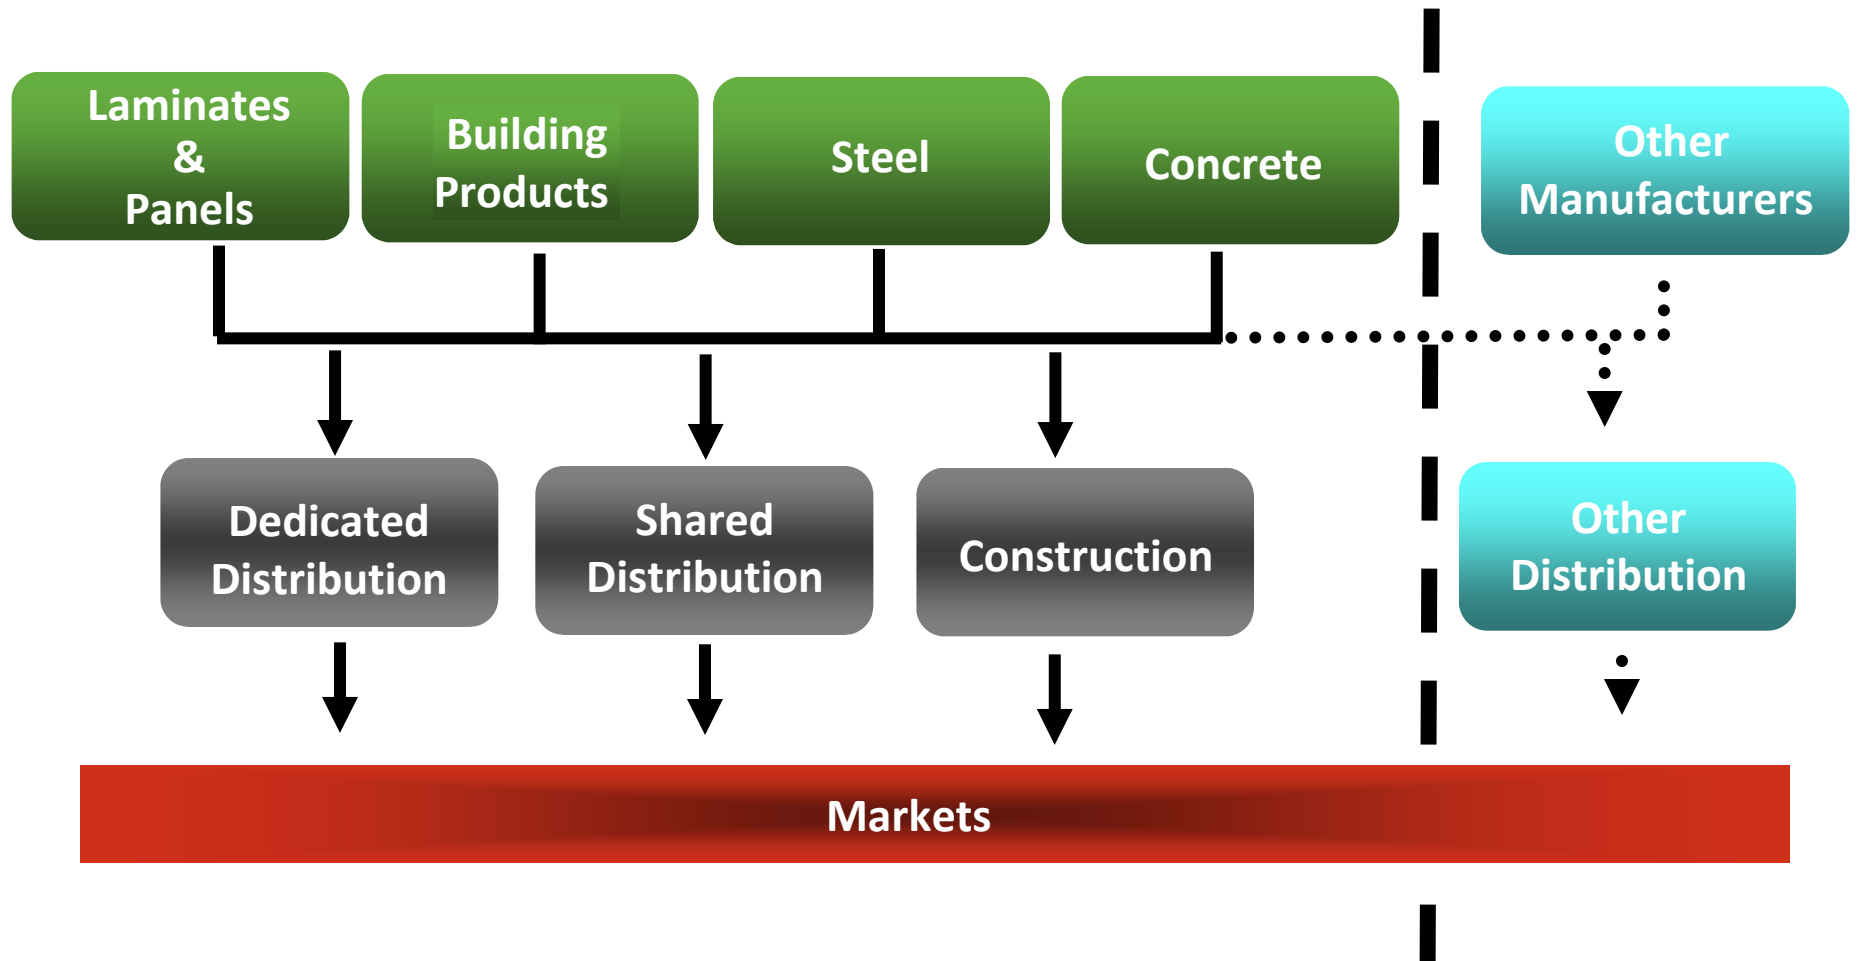 Laminates
&
Panels
Building
Products
Steel
Concrete
Other
Manufacturers
Dedicated
Distribution
Shared
Distribution
Construction
Other
Distribution
Markets